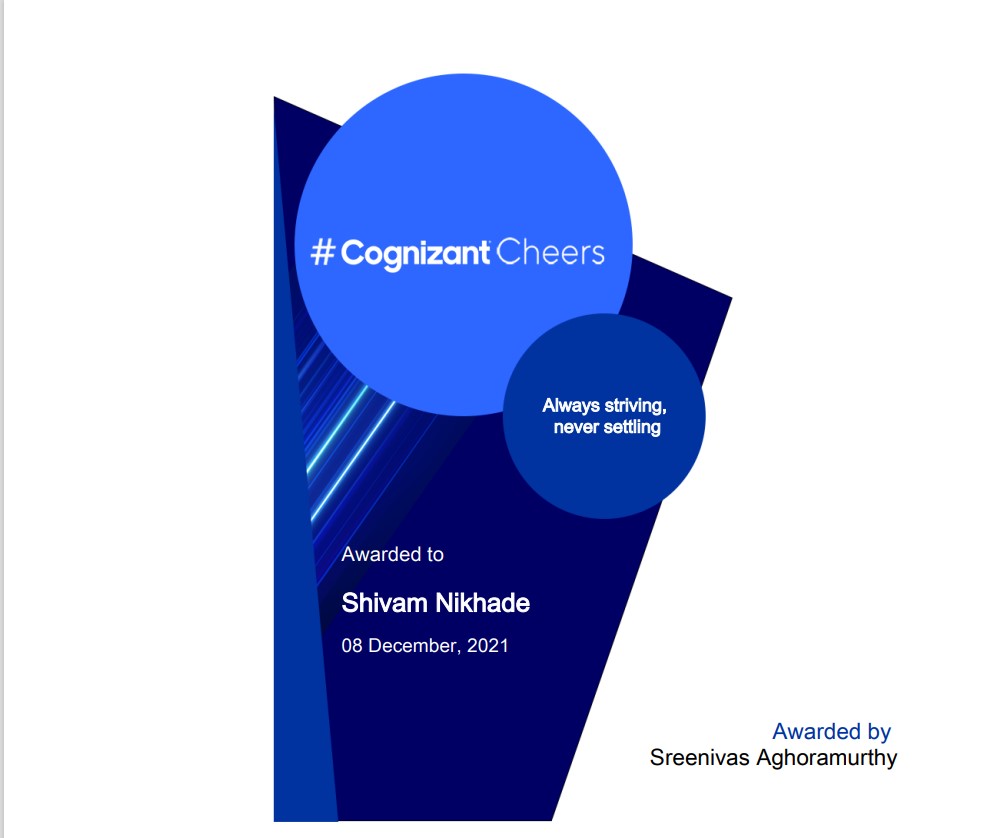 # Cognizant Cheers
Always striving,
never settling
Awarded to
Shivam Nikhade
08 December, 2021
Awarded by
Sreenivas Aghoramurthy